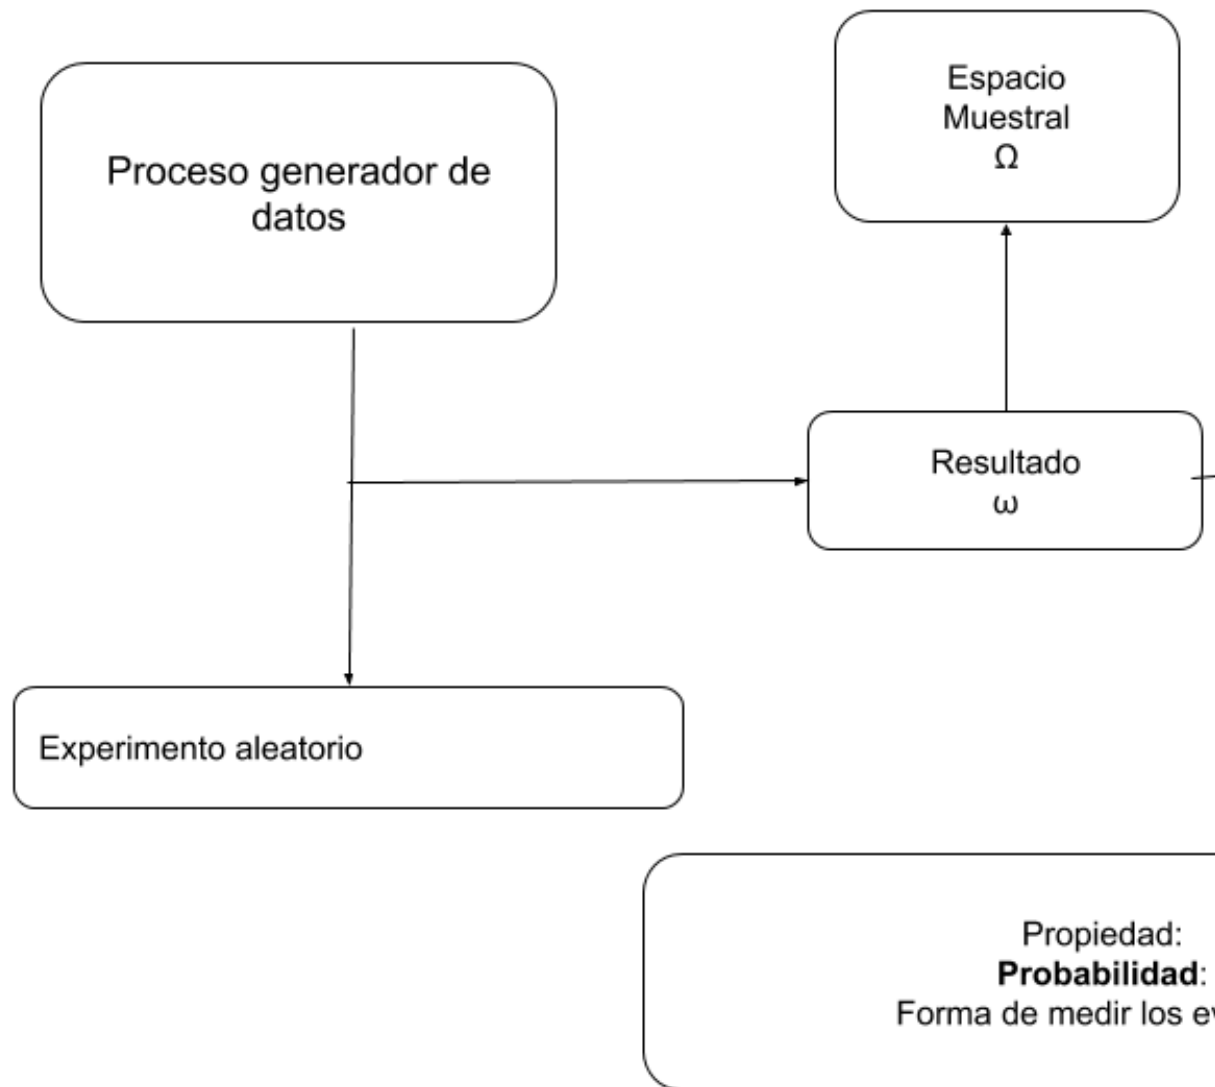 Espacio
Muestral
Ω
Proceso generador de
datos
Resultado
ω
Experimento aleatorio
Propiedad:
Probabilidad:
Forma de medir los